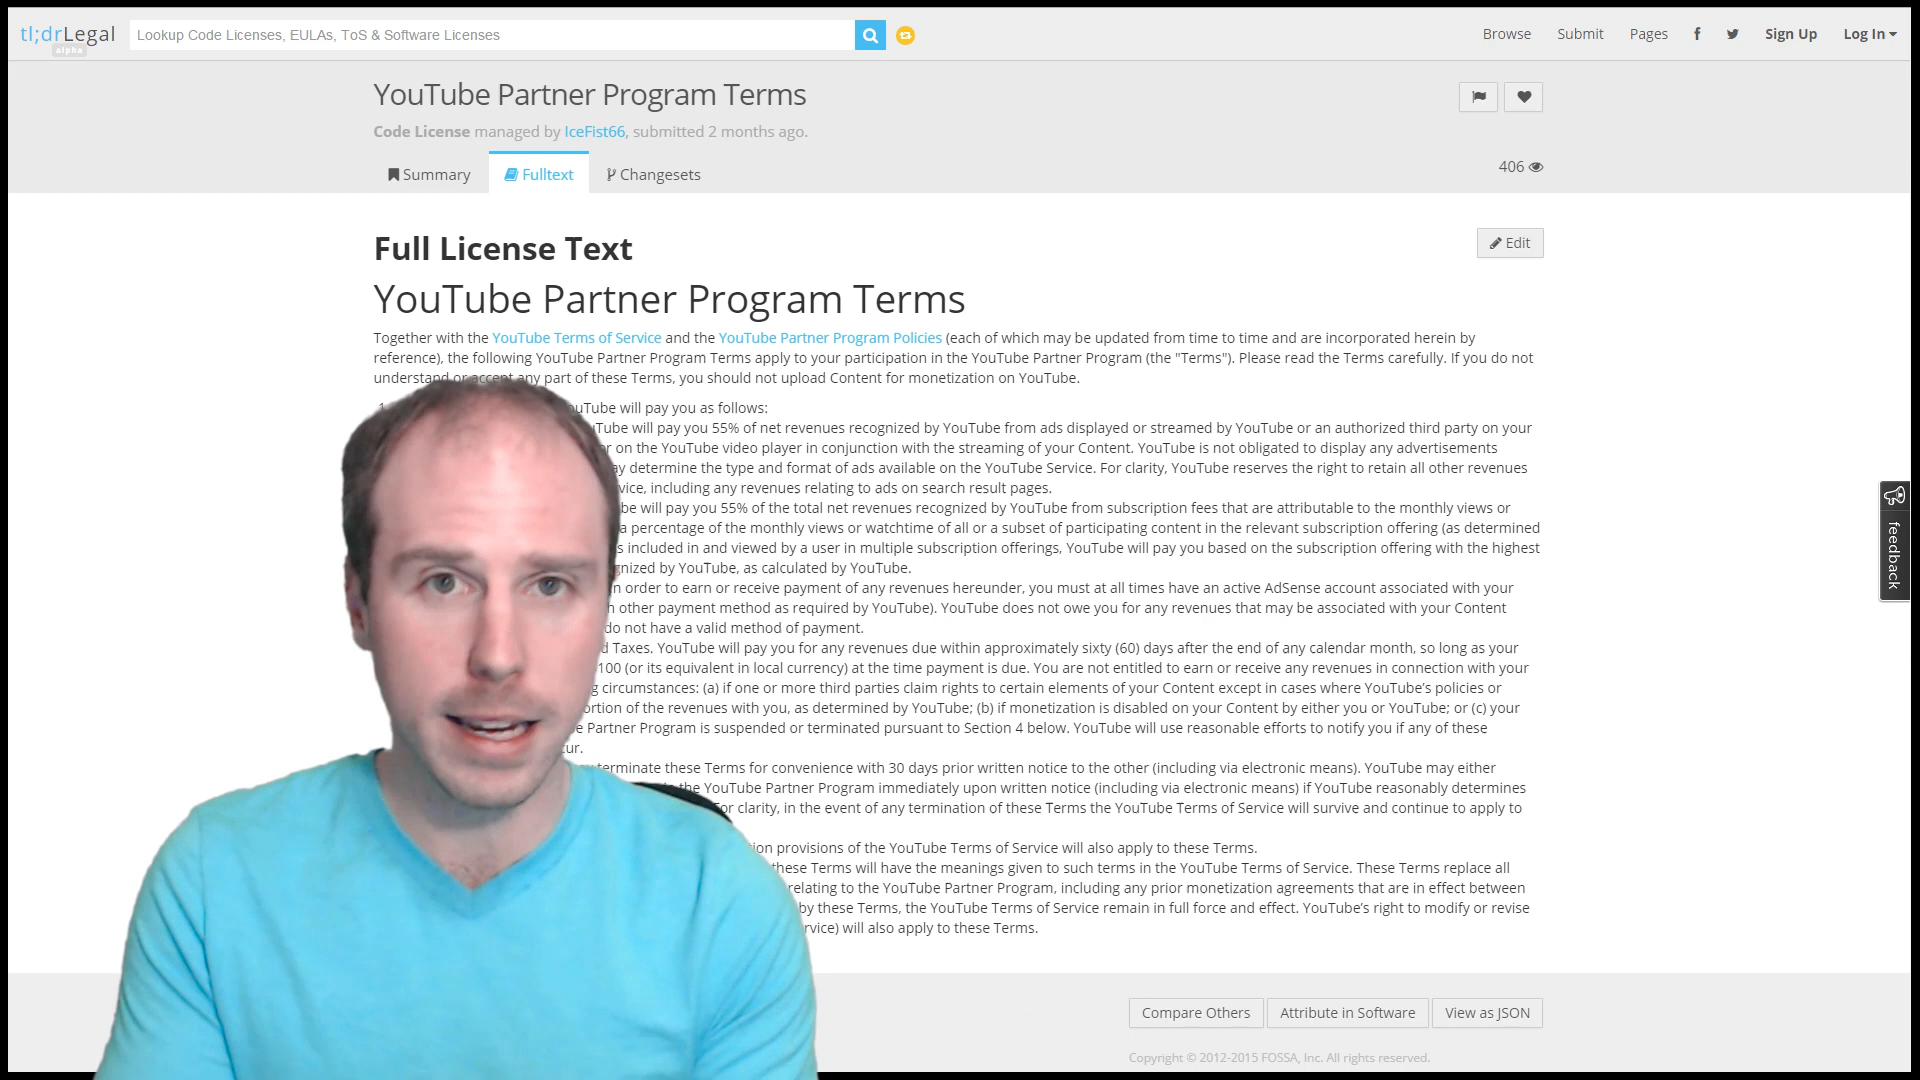 tl;drLegal
alpha
Lookup Code Licenses, EULAs, ToS & Software Licenses
Browse
Submit
Pages
Sign Up
Log In
YouTube Partner Program Terms
Code License managed by IceFist66, submitted 2 months ago.
Summary
Fulltext
Changesets
406
Full License Text
Edit
YouTube Partner Program Terms
Together with the YouTube Terms of Service and the YouTube Partner Program Policies (each of which may be updated from time to time and are incorporated herein by
reference), the following YouTube Partner Program Terms apply to your participation in the YouTube Partner Program (the "Terms"). Please read the Terms carefully. If you do not
understand or accept any part of these Terms, you should not upload Content for monetization on YouTube.
1 YouTube will pay you as follows:
YouTube will pay you 55% of net revenues recognized by YouTube from ads displayed or streamed by YouTube or an authorized third party on your
or on the YouTube video player in conjunction with the streaming of your Content. YouTube is not obligated to display any advertisements
may determine the type and format of ads available on the YouTube Service. For clarity, YouTube reserves the right to retain all other revenues
including any revenues relating to ads on search result pages.
will pay you 55% of the total net revenues recognized by YouTube from subscription fees that are attributable to the monthly views or
a percentage of the monthly views or watchtime of all or a subset of participating content in the relevant subscription offering (as determined
included in and viewed by a user in multiple subscription offerings, YouTube will pay you based on the subscription offering with the highest
by YouTube, as calculated by YouTube.
in order to earn or receive payment of any revenues hereunder, you must at all times have an active AdSense account associated with your
other payment method as required by YouTube). YouTube does not owe you for any revenues that may be associated with your Content
do not have a valid method of payment.
Taxes. YouTube will pay you for any revenues due within approximately sixty (60) days after the end of any calendar month, so long as your
100 (or its equivalent in local currency) at the time payment is due. You are not entitled to earn or receive any revenues in connection with your
circumstances: (a) if one or more third parties claim rights to certain elements of your Content except in cases where YouTube's policies or
portion of the revenues with you, as determined by YouTube; (b) if monetization is disabled on your Content by either you or YouTube; or (c) your
Partner Program is suspended or terminated pursuant to Section 4 below. YouTube will use reasonable efforts to notify you if any of these
terminate these Terms for convenience with 30 days prior written notice to the other (including via electronic means). YouTube may either
the YouTube Partner Program immediately upon written notice (including via electronic means) if YouTube reasonably determines
For clarity, in the event of any termination of these Terms the YouTube Terms of Service will survive and continue to apply to
provisions of the YouTube Terms of Service will also apply to these Terms.
these Terms will have the meanings given to such terms in the YouTube Terms of Service. These Terms replace all
relating to the YouTube Partner Program, including any prior monetization agreements that are in effect between
by these Terms, the YouTube Terms of Service remain in full force and effect. YouTube's right to modify or revise
will also apply to these Terms.
feedback
Compare Others
Attribute in Software
View as JSON
Copyright © 2012-2015 FOSSA, Inc. All rights reserved.